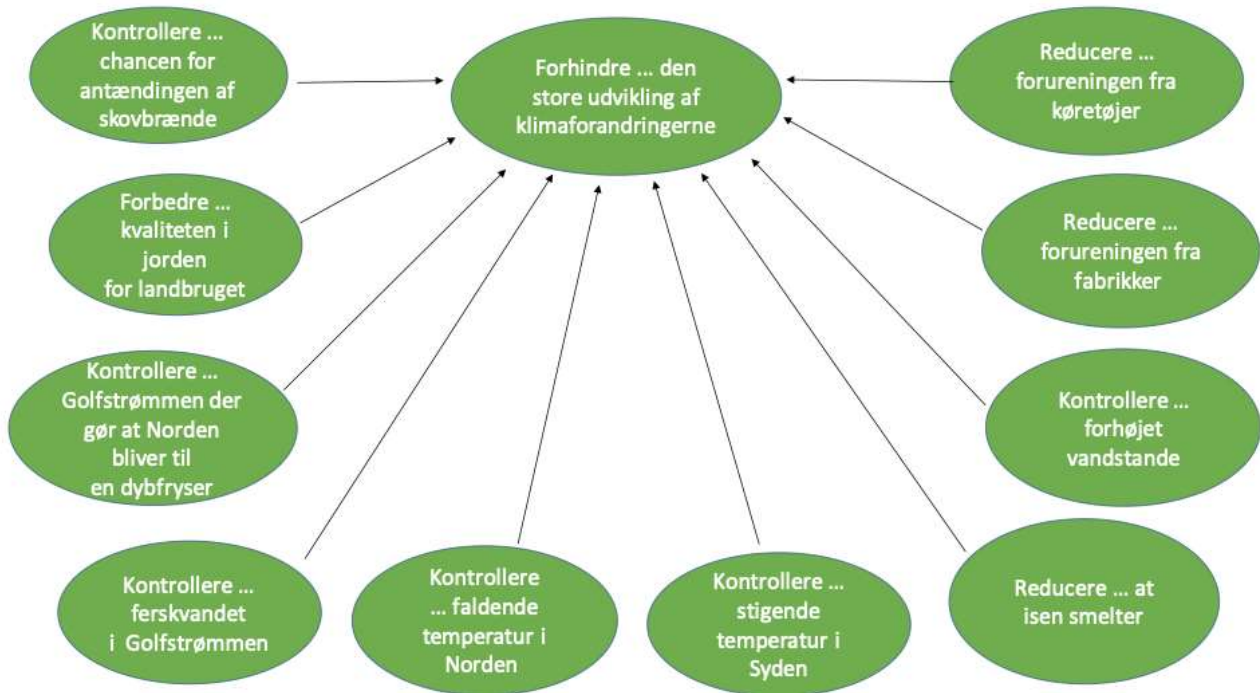 Kontrollere ...
chancen for
antændingen af
skovbrænde
Forhindre ... den
store udvikling af
klimaforandringerne
Reducere ...
forureningen fra
køretøjer
Forbedre ...
kvaliteten i
jorden
for landbruget
Reducere ...
forureningen fra
fabrikker
Kontrollere ...
Golfstrømmen der
gør at Norden
bliver til
en dybfryser
Kontrollere ...
forhøjet
vandstande
Kontrollere ...
ferskvandet
i Golfstrømmen
Kontrollere
... faldende
temperatur i
Norden
Kontrollere ...
stigende
temperatur i
Syden
Reducere ... at
isen smelter